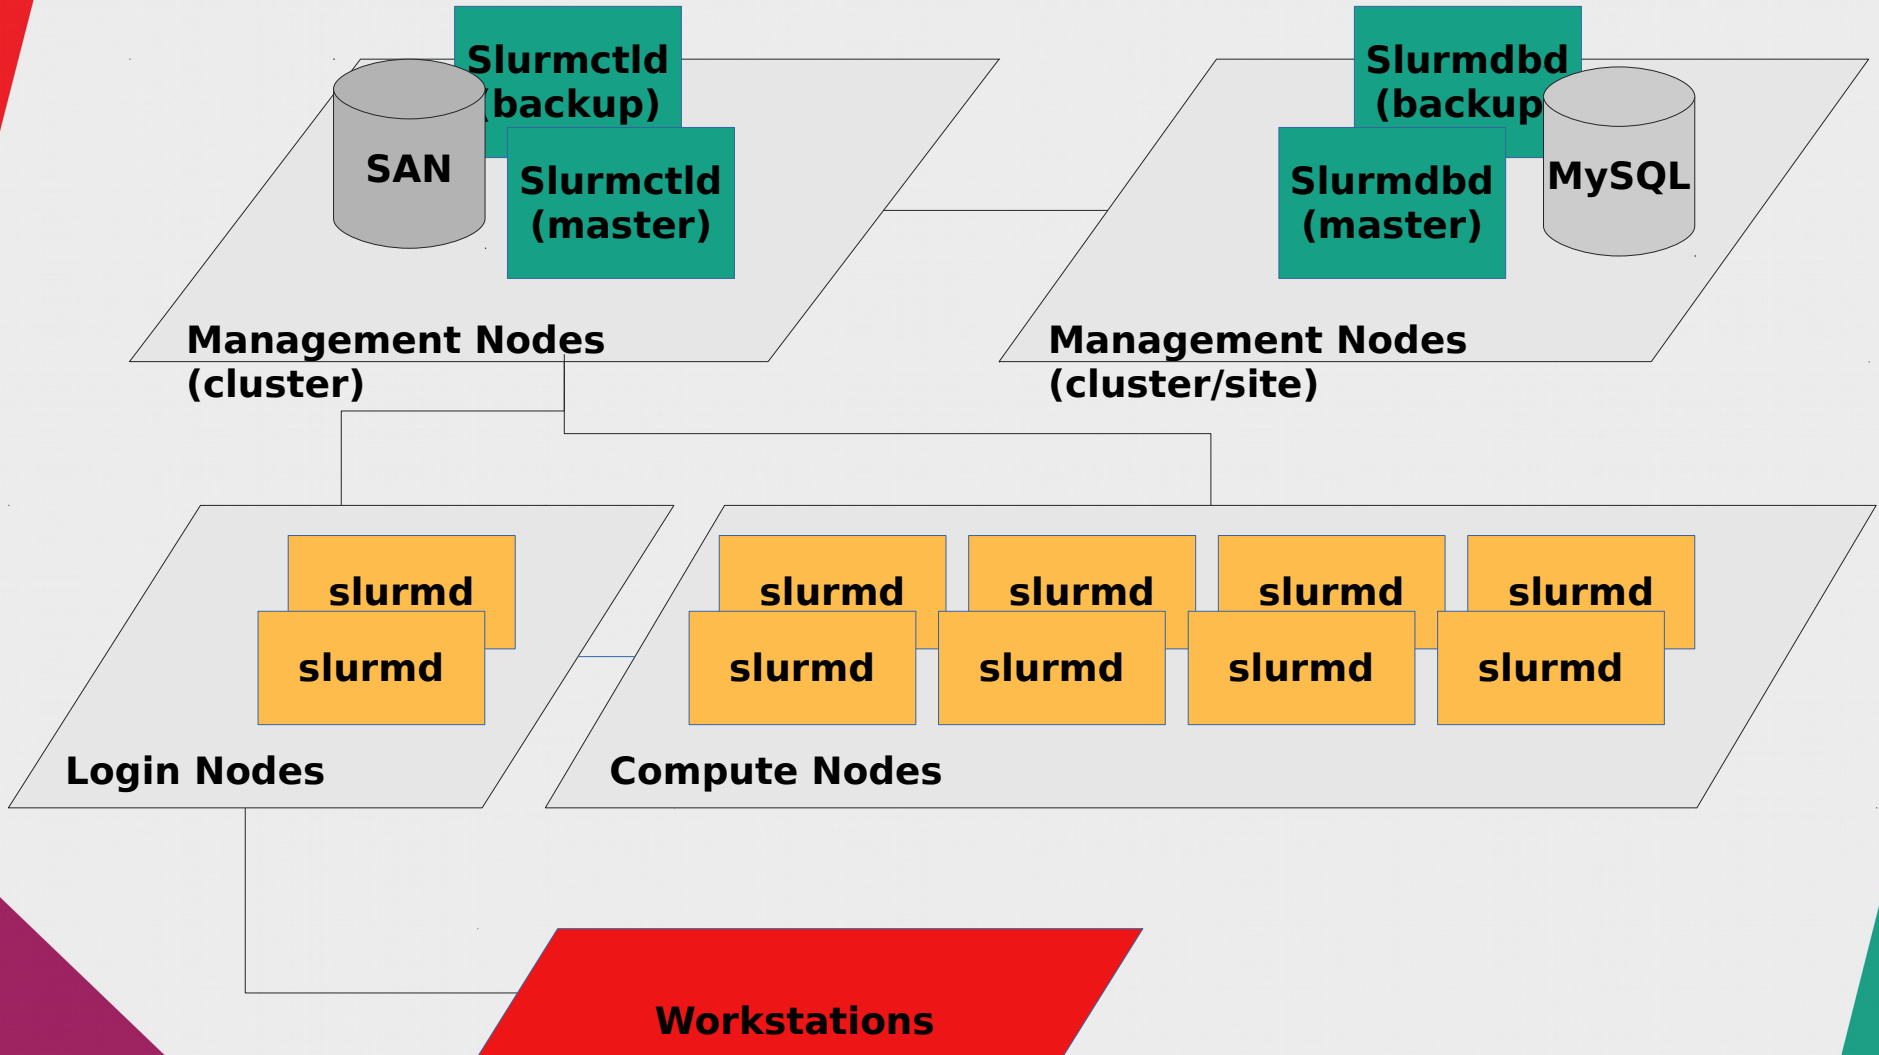 Slurmctld
(backup)
SAN
Slurmctld
(master)
Management Nodes
(cluster)
Slurmdbd
(backup
MySQL
Slurmdbd
(master)
Management Nodes
(cluster/site)
slurmd
slurmd
Login Nodes
slurmd
slurmd
slurmd
slurmd
slurmd
slurmd
slurmd
slurmd
Compute Nodes
Workstations